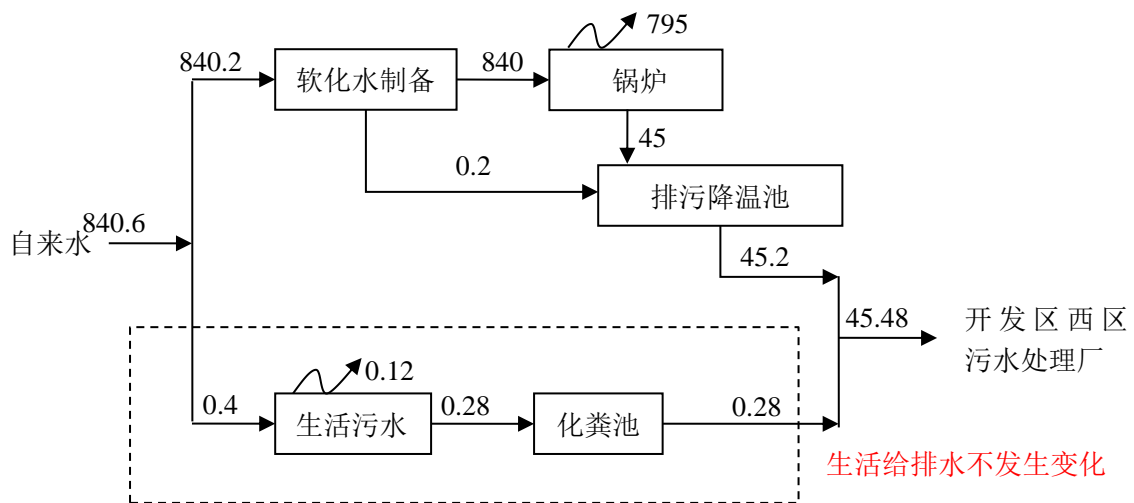 795
840.2
软化水制备
840
锅炉
45
0.2
排污降温池
840.6
自来水
45.2
45.48
开发区西区
污水处理厂
0.12
0.4
生活污水
0.28
化粪池
0.28
生活给排水不发生变化